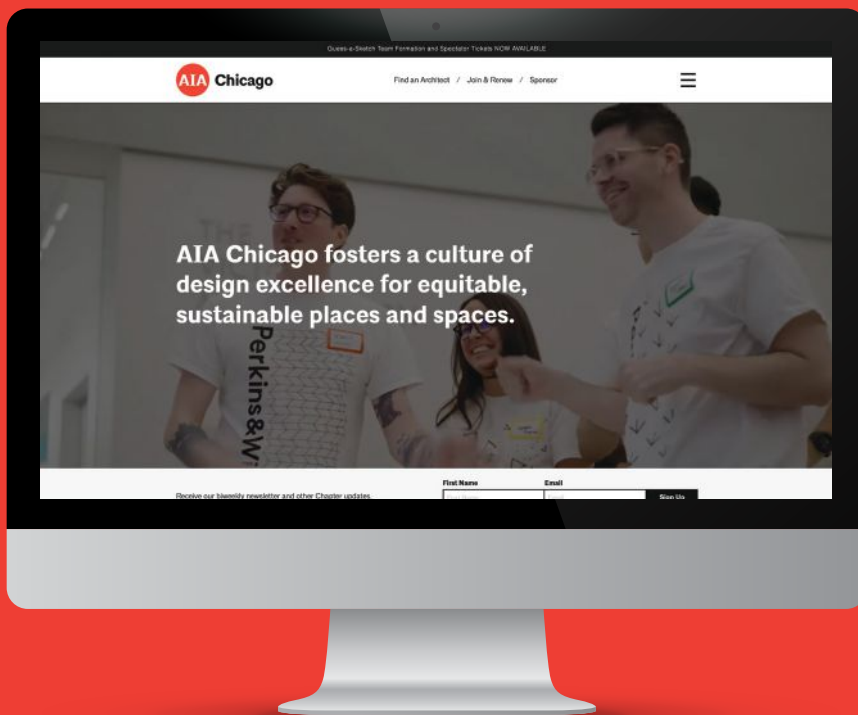 Guess-a-Sketch Team Formation and Spectator Tickets NOW AVAILABLE
AIA Chicago
Find an Architect / Join & Renew / Sponsor
AIA Chicago fosters a culture of
design excellence for equitable,
sustainable places and spaces.
Perkins&W
First Name
Email
Receive our biweekly newsletter and other Chapter updates.
Sign Up